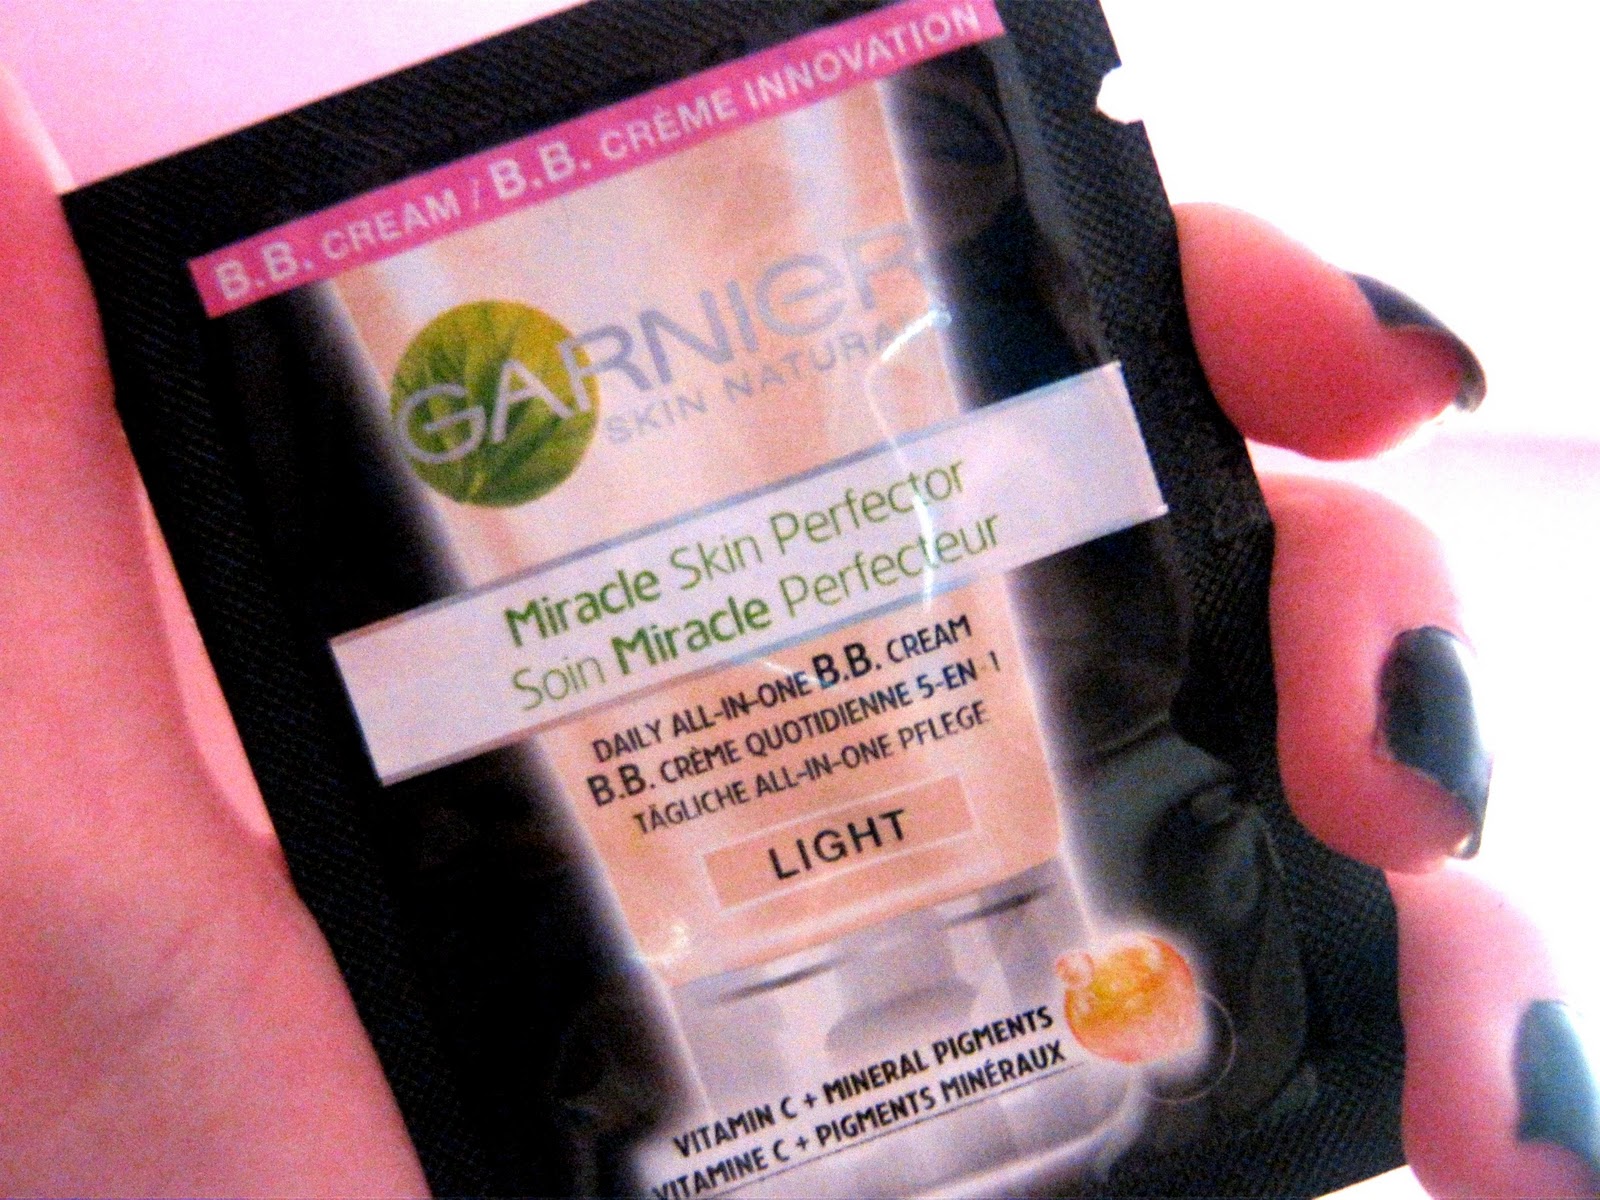 B.B. CREAM / B.B. CRÈME INNOVATION
GARNIER
SKIN NATURA
Miracle Skin Perfector
Soin Miracle Perfecteur
DAILY ALL-IN-ONE B.B. CREAM
B.B. CRÈME QUOTIDIENNE 5-EN-1
TÄGLICHE ALL-IN-ONE PFLEGE
LIGHT
VITAMIN C + MINERAL PIGMENTS
VITAMINE C + PIGMENTS MINÉRAUX